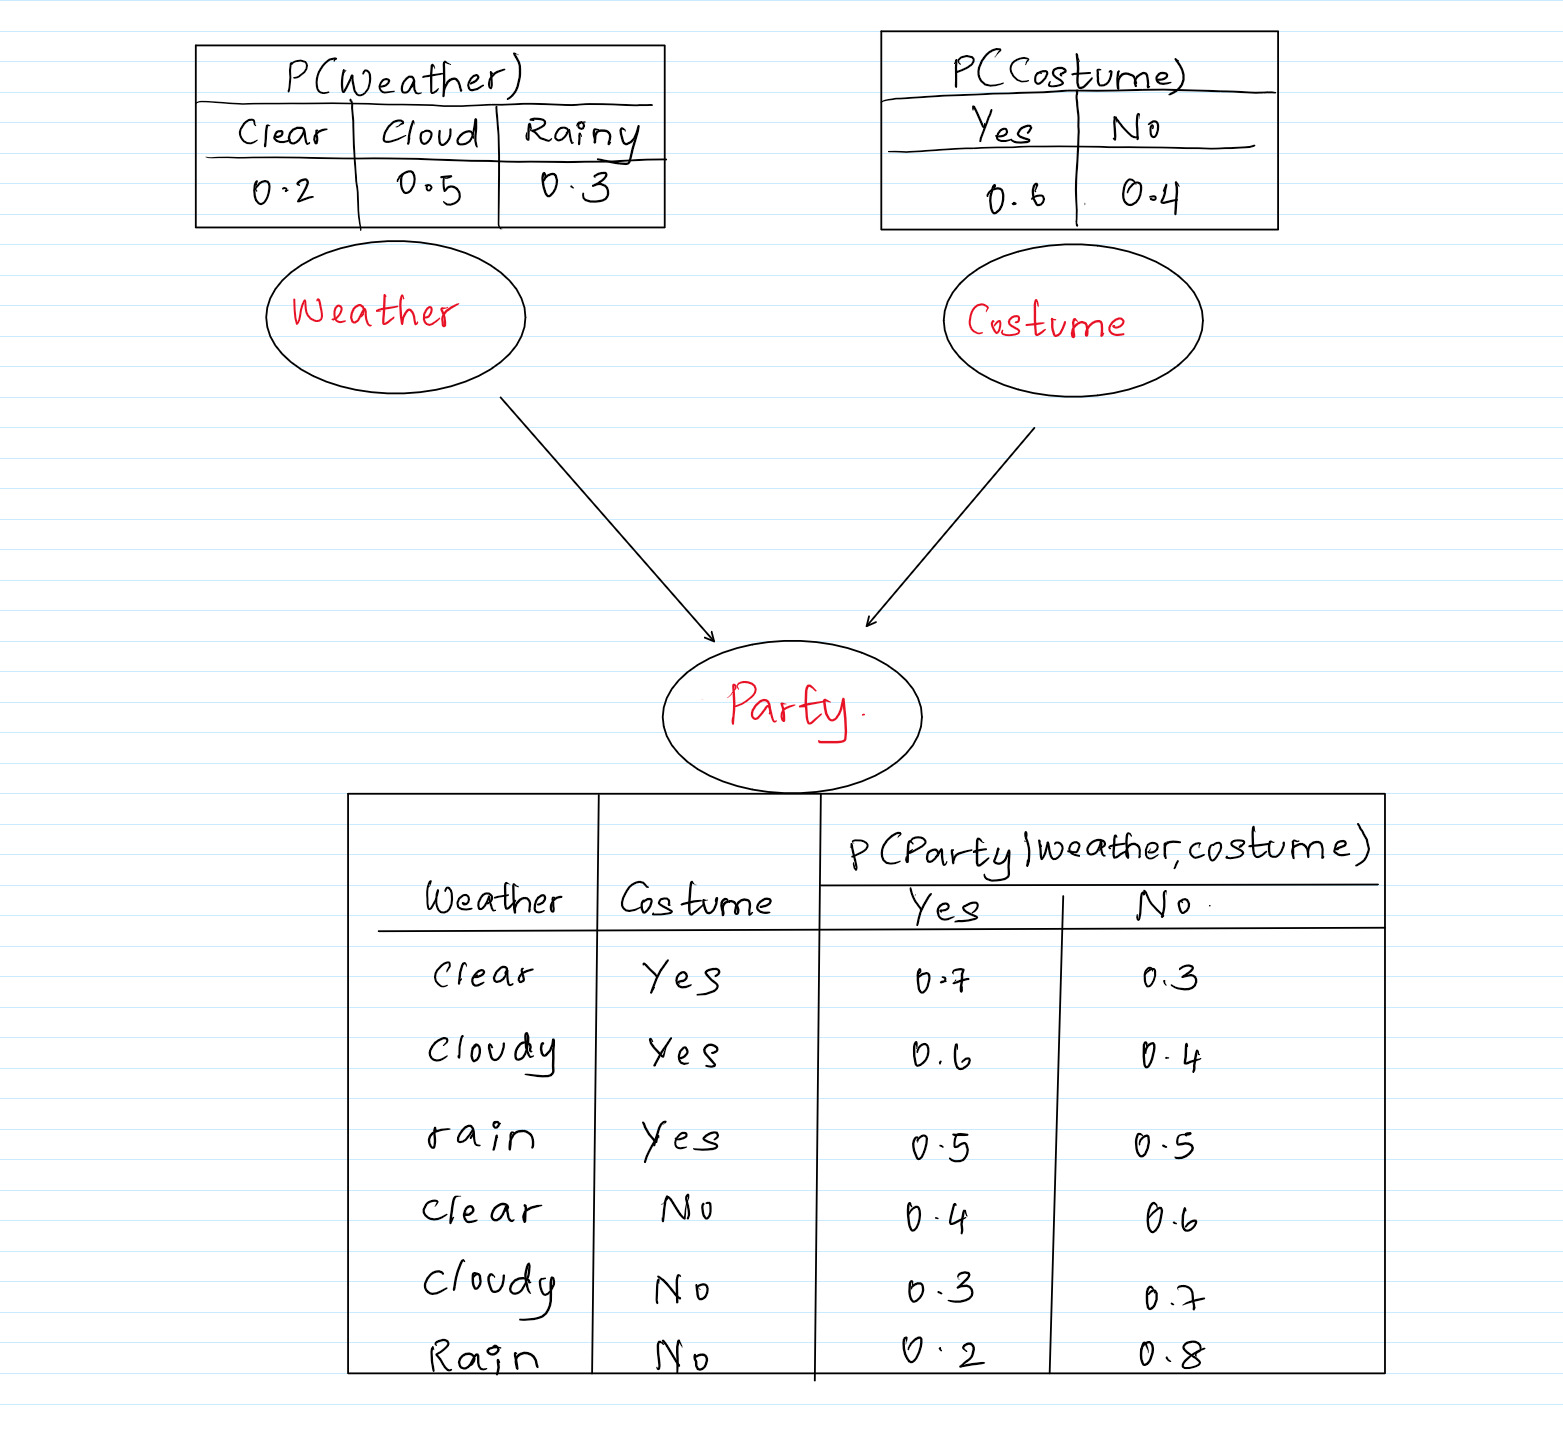 P(Weather)
Clear Cloud Rainy
0.2 0.5 0.3
P(Costume)
Yes No
0.6 0.4
Weather
Costume
Party.
P(Party|weather,costume)
Weather Costume Yes No
Clear Yes 0.7 0.3
Cloudy Yes 0.6 0.4
rain Yes 0.5 0.5
Clear No 0.4 0.6
Cloudy No 0.3 0.7
Rain No 0.2 0.8